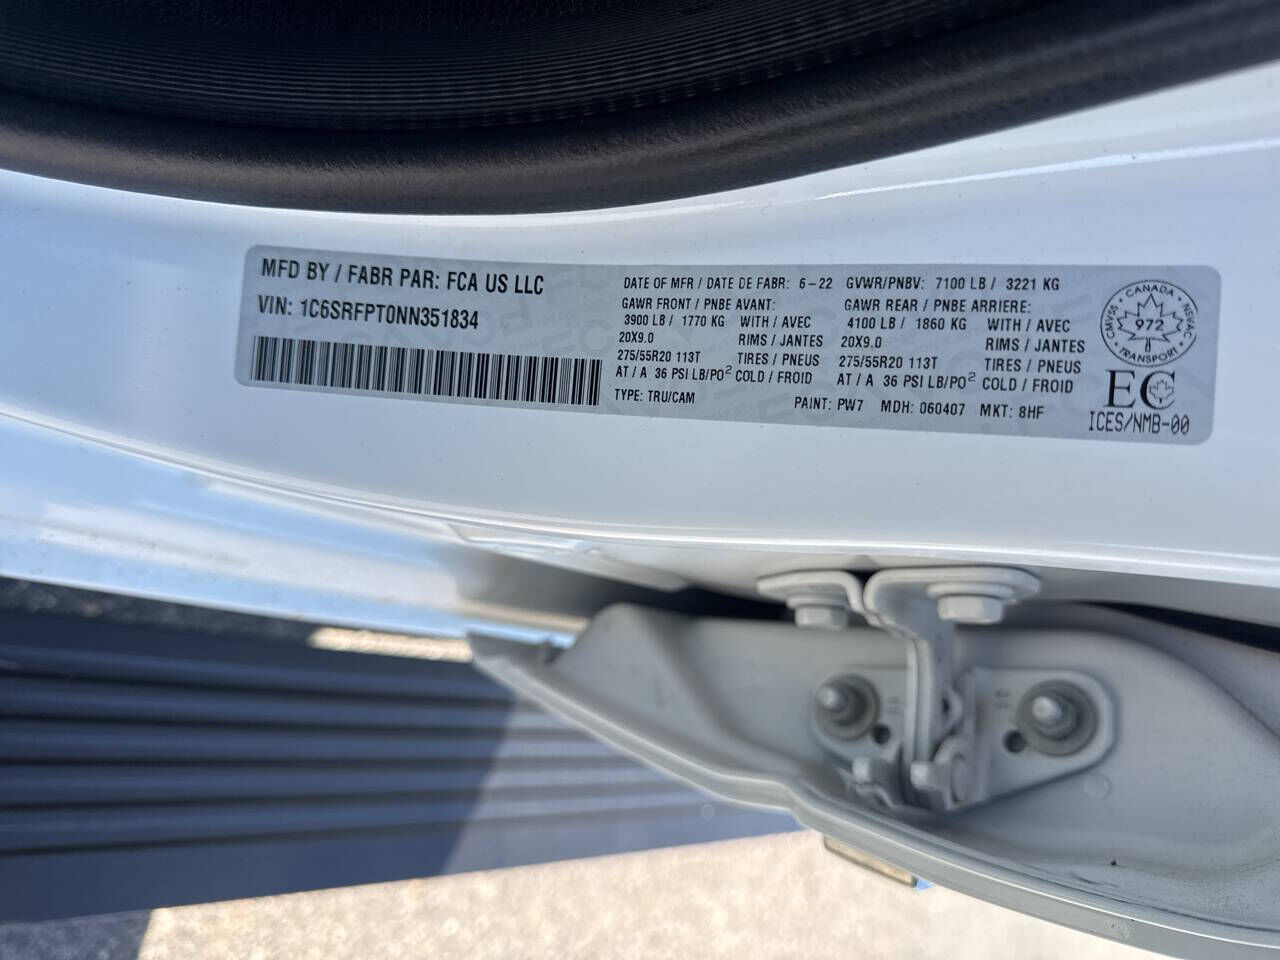 MFD BY / FABR PAR: FCA US LLC
VIN: 1C6SRFPT0NN351834
DATE OF MFR / DATE DE FABR: 6-22
GVWR/PNBV: 7100 LB / 3221 KG
GAWR FRONT / PNBE AVANT:
3900 LB / 1770 KG WITH / AVEC
20X9.0 RIMS / JANTES
275/55R20 113T TIRES / PNEUS
AT / A 36 PSI LB/PO² COLD / FROID
GAWR REAR / PNBE ARRIERE:
4100 LB / 1860 KG WITH / AVEC
20X9.0 RIMS / JANTES
275/55R20 113T TIRES / PNEUS
AT / A 36 PSI LB/PO² COLD / FROID
TYPE: TRU/CAM PAINT: PW7 MDH: 060407 MKT: 8HF
CANADA
CMVSS
972
NSVAC
TRANSPORT
EC
ICES/NMB-00